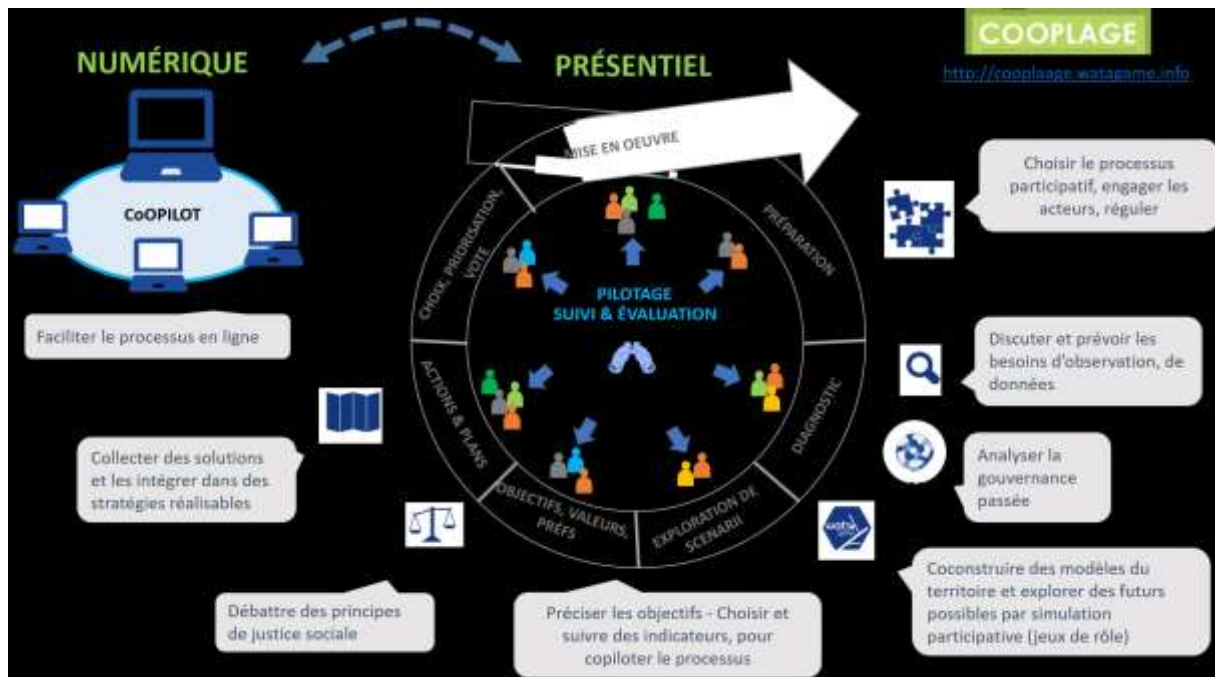 NUMÉRIQUE
PRÉSENTIEL
COOPLAGE
http://cooplaage.watagame.info
CoOPILOT
Faciliter le processus en ligne
MISE EN OEUVRE
PRÉPARATION
DIAGNOSTIC
EXPLORATION DE
SCENARII
OBJECTIFS, VALEURS,
PRÉFS
ACTIONS & PLANS
CHOIX, PRIORISATION,
VOTE
PILOTAGE
SUIVI & ÉVALUATION
Choisir le processus
participatif, engager les
acteurs, réguler
Discuter et prévoir les
besoins d'observation, de
données
Analyser la
gouvernance
passée
Coconstruire des modèles du
territoire et explorer des futurs
possibles par simulation
participative (jeux de rôle)
Préciser les objectifs - Choisir et
suivre des indicateurs, pour
copiloter le processus
Débattre des principes
de justice sociale
Collecter des solutions
et les intégrer dans des
stratégies réalisables